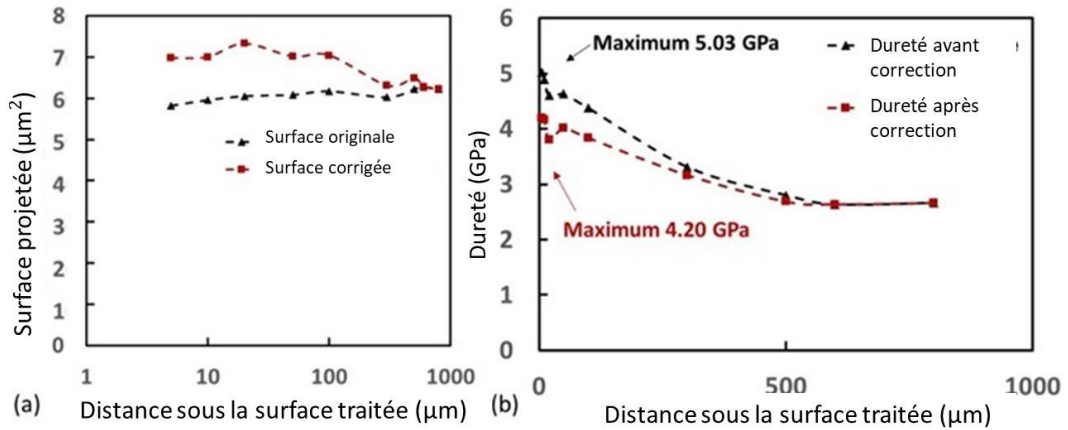 8
7
6
5
4
3
2
1
0
Surface projetée (µm²)
Surface originale
Surface corrigée
1 10 100 1000
(a) Distance sous la surface traitée (µm)
6
5
4
3
2
1
0
Dureté (GPa)
Maximum 5.03 GPa
Dureté avant
correction
Dureté après
correction
Maximum 4.20 GPa
0 500 1000
(b) Distance sous la surface traitée (µm)